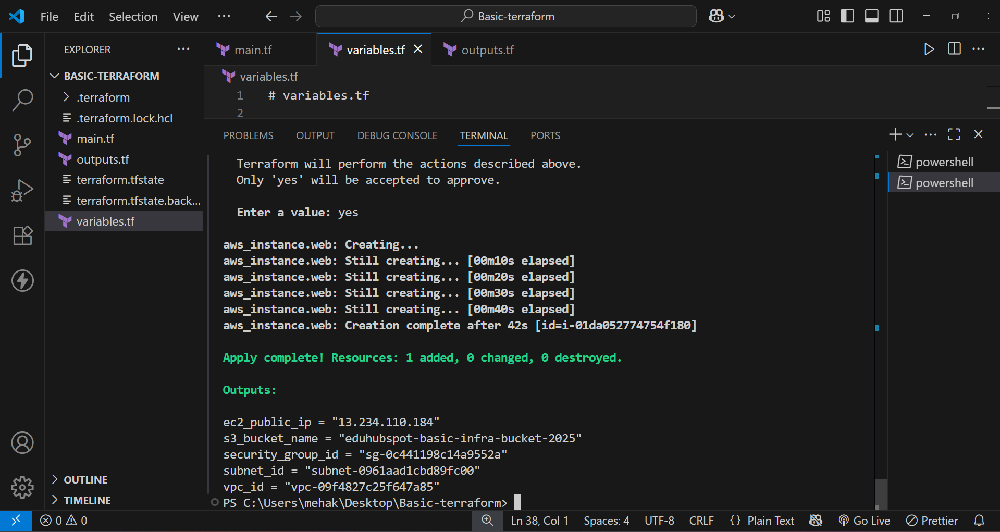 File Edit Selection View ···
Basic-terraform
EXPLORER ···
BASIC-TERRAFORM
.terraform
.terraform.lock.hcl
main.tf
outputs.tf
terraform.tfstate
terraform.tfstate.back...
variables.tf
OUTLINE
TIMELINE
main.tf
variables.tf
outputs.tf
variables.tf
1 # variables.tf
2
PROBLEMS OUTPUT DEBUG CONSOLE TERMINAL PORTS
Terraform will perform the actions described above.
Only 'yes' will be accepted to approve.
Enter a value: yes
aws_instance.web: Creating...
aws_instance.web: Still creating... [00m10s elapsed]
aws_instance.web: Still creating... [00m20s elapsed]
aws_instance.web: Still creating... [00m30s elapsed]
aws_instance.web: Still creating... [00m40s elapsed]
aws_instance.web: Creation complete after 42s [id=i-01da052774754f180]
Apply complete! Resources: 1 added, 0 changed, 0 destroyed.
Outputs:
ec2_public_ip = "13.234.110.184"
s3_bucket_name = "eduhubspot-basic-infra-bucket-2025"
security_group_id = "sg-0c441198c14a9552a"
subnet_id = "subnet-0961aad1cbd89fc00"
vpc_id = "vpc-09f4827c25f647a85"
PS C:\Users\mehak\Desktop\Basic-terraform>
powershell
powershell
0 0
Ln 38, Col 1 Spaces: 4 UTF-8 CRLF {} Plain Text Go Live Prettier